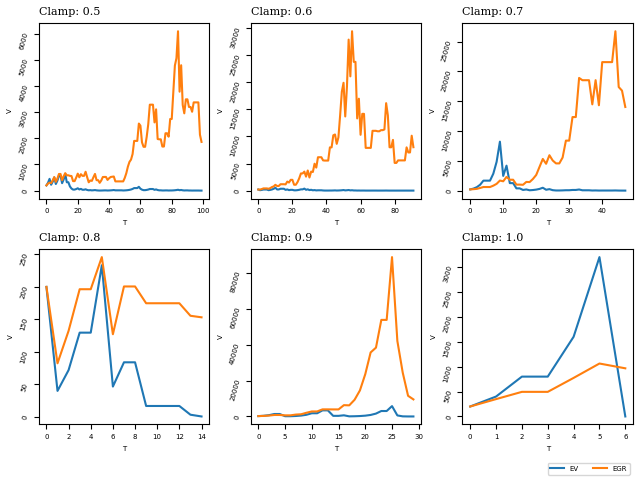 Clamp: 0.5
Clamp: 0.6
Clamp: 0.7
V
6000
5000
4000
3000
2000
1000
0
0 20 40 60 80 100
T
V
30000
25000
20000
15000
10000
5000
0
0 20 40 60 80
T
V
25000
20000
15000
10000
5000
0
0 10 20 30 40
T
Clamp: 0.8
Clamp: 0.9
Clamp: 1.0
V
250
200
150
100
50
0
0 2 4 6 8 10 12 14
T
V
80000
60000
40000
20000
0
0 5 10 15 20 25 30
T
V
3000
2500
2000
1500
1000
500
0
0 1 2 3 4 5 6
T
EV EGR